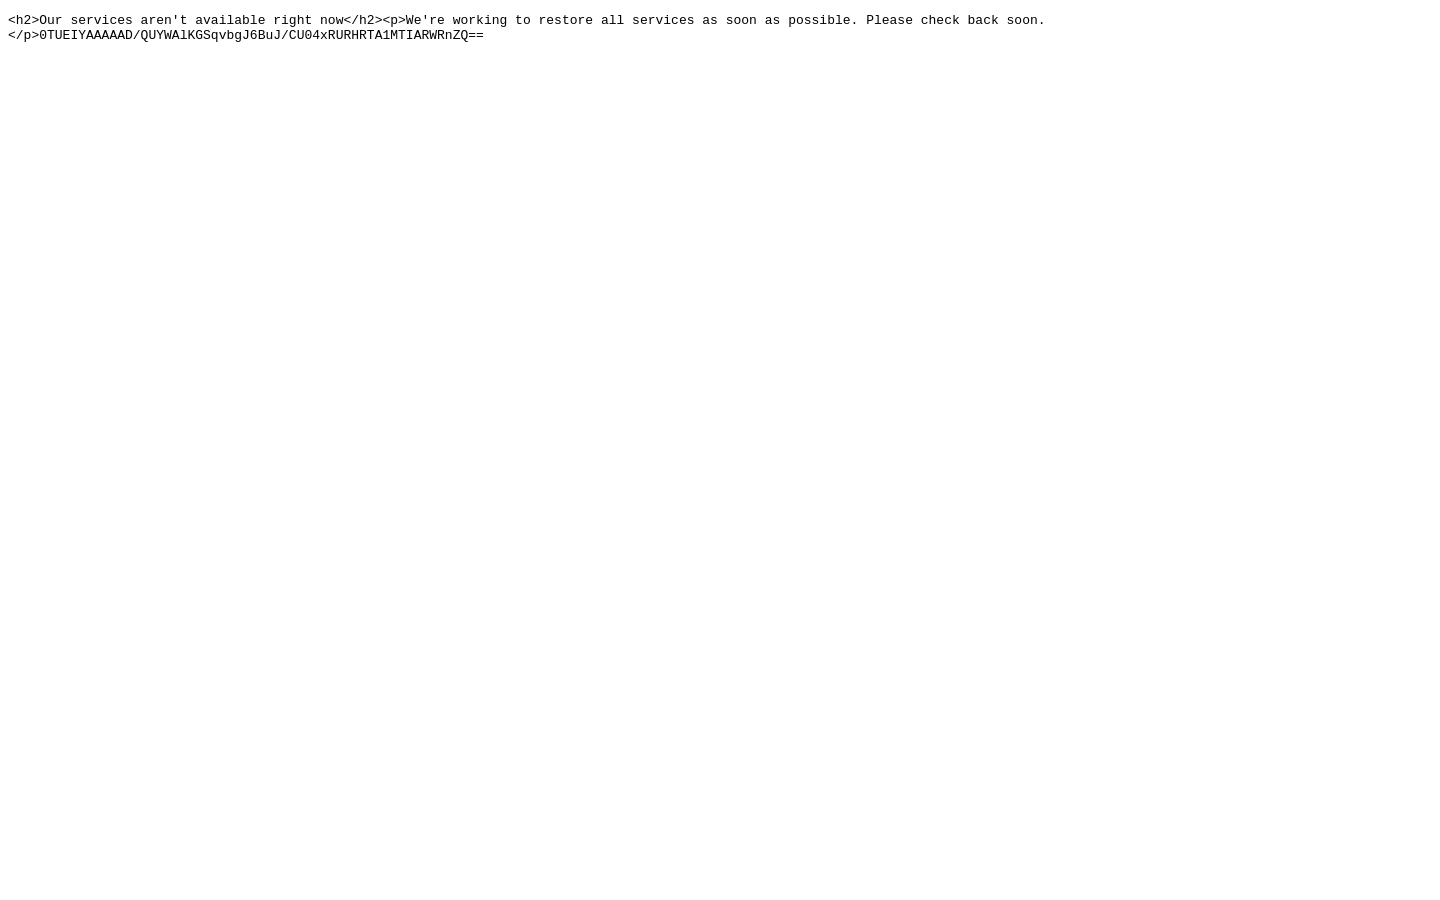 <h2>Our services aren't available right now</h2><p>We're working to restore all services as soon as possible. Please check back soon.
</p>0TUEIYAAAAAD/QUYWAlKGSqvbgJ6BuJ/CU04xRURHRTA1MTIARWRnZQ==